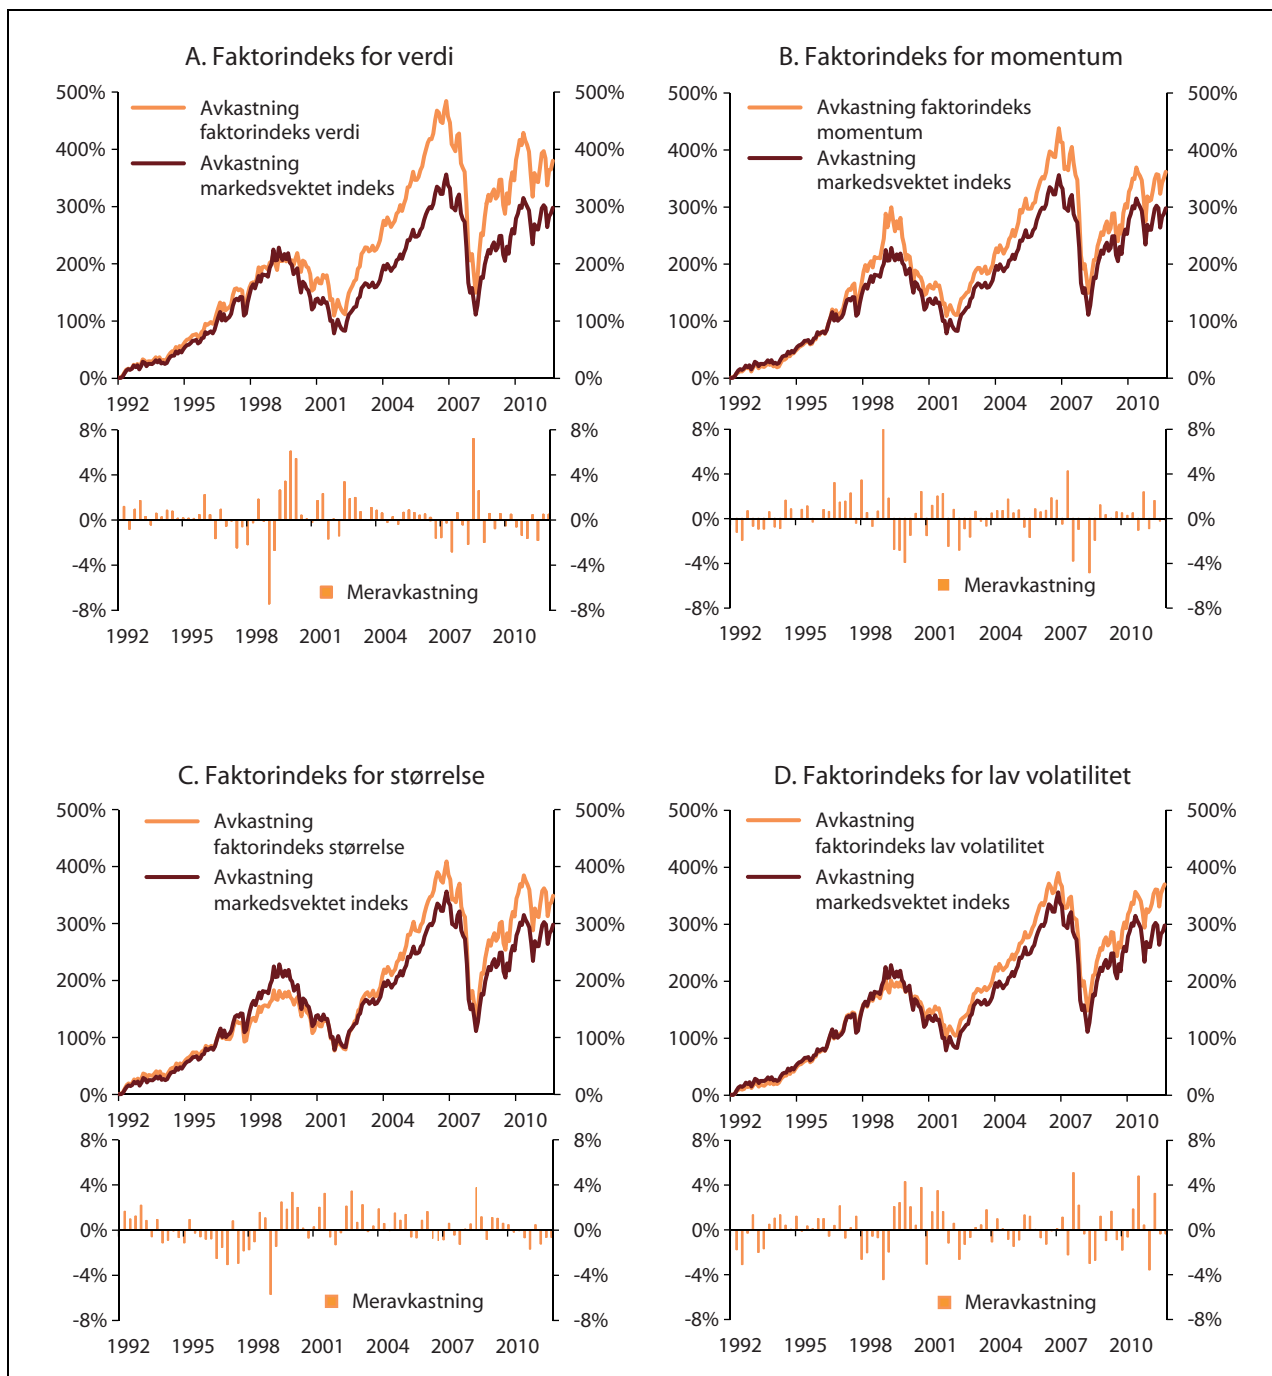 A. Faktorindeks for verdi
500%
400%
300%
200%
100%
0%
Avkastning
faktorindeks verdi
Avkastning
markedsvektet indeks
500%
400%
300%
200%
100%
0%
1992 1995 1998 2001 2004 2007 2010
8%
4%
0%
-4%
-8%
Meravkastning
8%
4%
0%
-4%
-8%
1992 1995 1998 2001 2004 2007 2010
B. Faktorindeks for momentum
500%
400%
300%
200%
100%
0%
Avkastning faktorindeks
momentum
Avkastning
markedsvektet indeks
500%
400%
300%
200%
100%
0%
1992 1995 1998 2001 2004 2007 2010
8%
4%
0%
-4%
-8%
Meravkastning
8%
4%
0%
-4%
-8%
1992 1995 1998 2001 2004 2007 2010
C. Faktorindeks for størrelse
500%
400%
300%
200%
100%
0%
Avkastning
faktorindeks størrelse
Avkastning
markedsvektet indeks
500%
400%
300%
200%
100%
0%
1992 1995 1998 2001 2004 2007 2010
8%
4%
0%
-4%
-8%
Meravkastning
8%
4%
0%
-4%
-8%
1992 1995 1998 2001 2004 2007 2010
D. Faktorindeks for lav volatilitet
500%
400%
300%
200%
100%
0%
Avkastning
faktorindeks lav volatilitet
Avkastning
markedsvektet indeks
500%
400%
300%
200%
100%
0%
1992 1995 1998 2001 2004 2007 2010
8%
4%
0%
-4%
-8%
Meravkastning
8%
4%
0%
-4%
-8%
1992 1995 1998 2001 2004 2007 2010